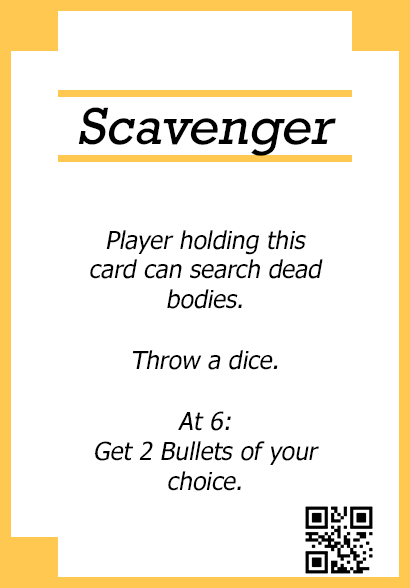 Scavenger
Player holding this
card can search dead
bodies.
Throw a dice.
At 6:
Get 2 Bullets of your
choice.